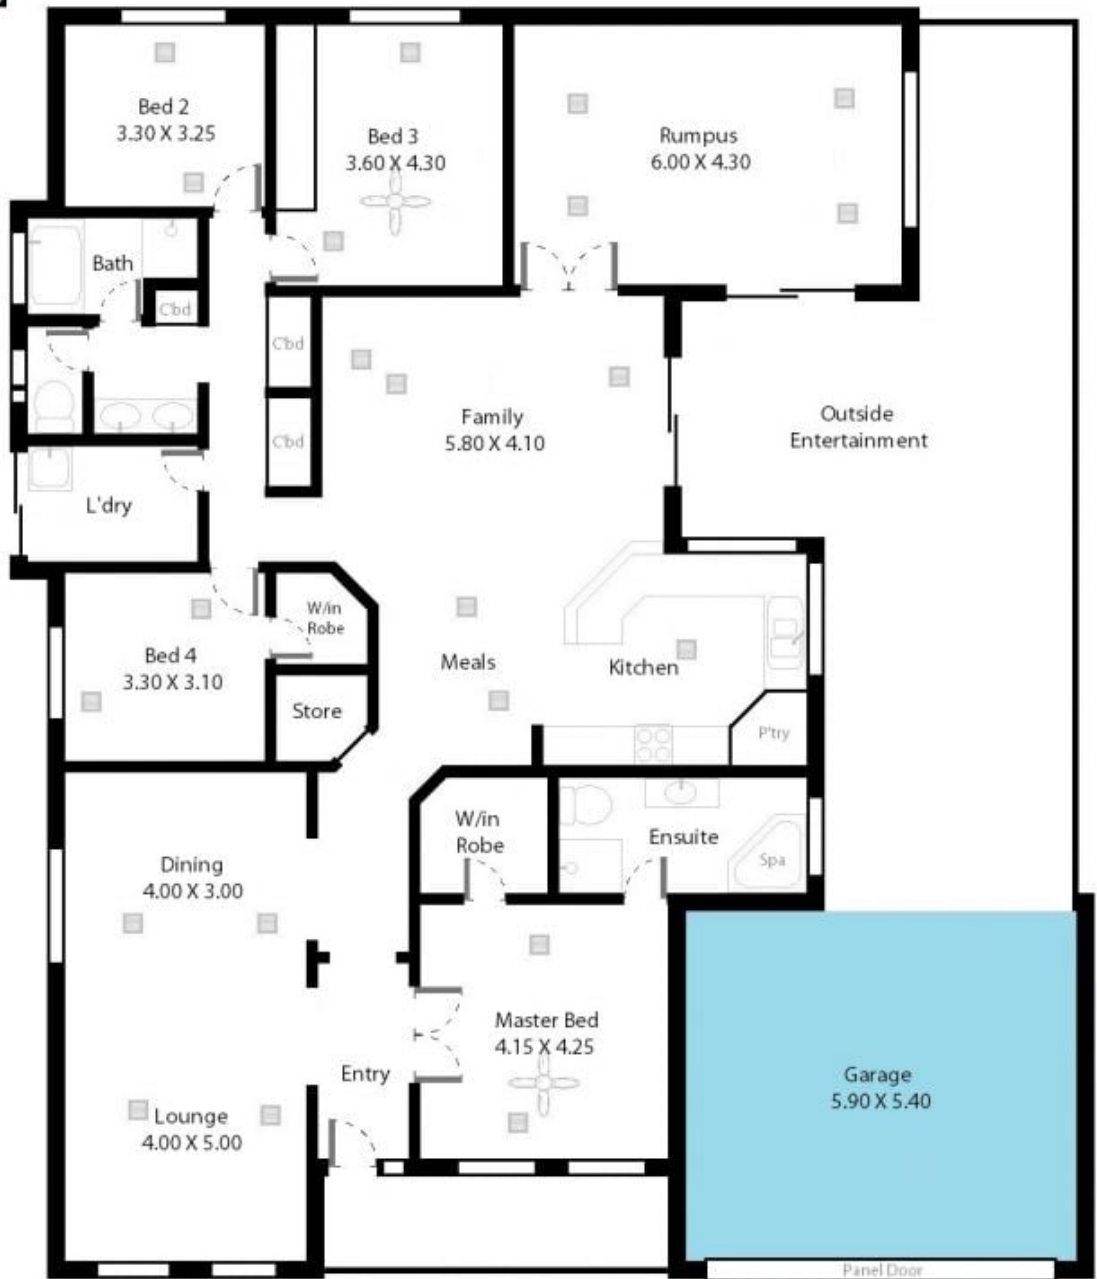 Bed 2
3.30 X 3.25
Bed 3
3.60 X 4.30
Rumpus
6.00 X 4.30
Bath
C'bd
C'bd
C'bd
Family
5.80 X 4.10
Outside
Entertainment
L'dry
W/in
Robe
Bed 4
3.30 X 3.10
Meals
Kitchen
Store
P'try
W/in
Robe
Ensuite
Spa
Dining
4.00 X 3.00
Master Bed
4.15 X 4.25
Entry
Garage
5.90 X 5.40
Lounge
4.00 X 5.00
Panel Door